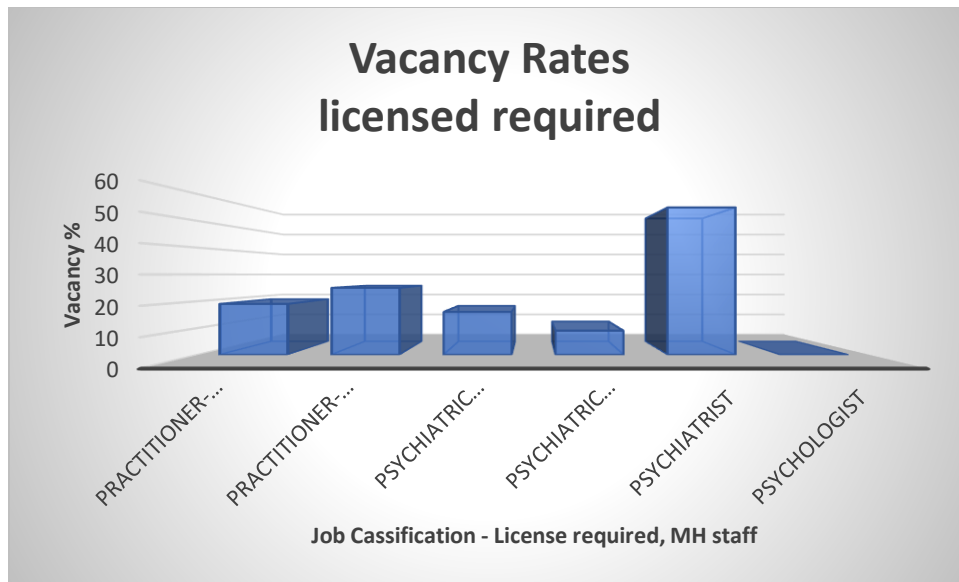 Vacancy Rates
licensed required
60
50
40
30
20
10
0
Vacancy %
PRACTITIONER-...
PRACTITIONER-...
PSYCHIATRIC...
PSYCHIATRIC...
PSYCHIATRIST
PSYCHOLOGIST
Job Cassification - License required, MH staff